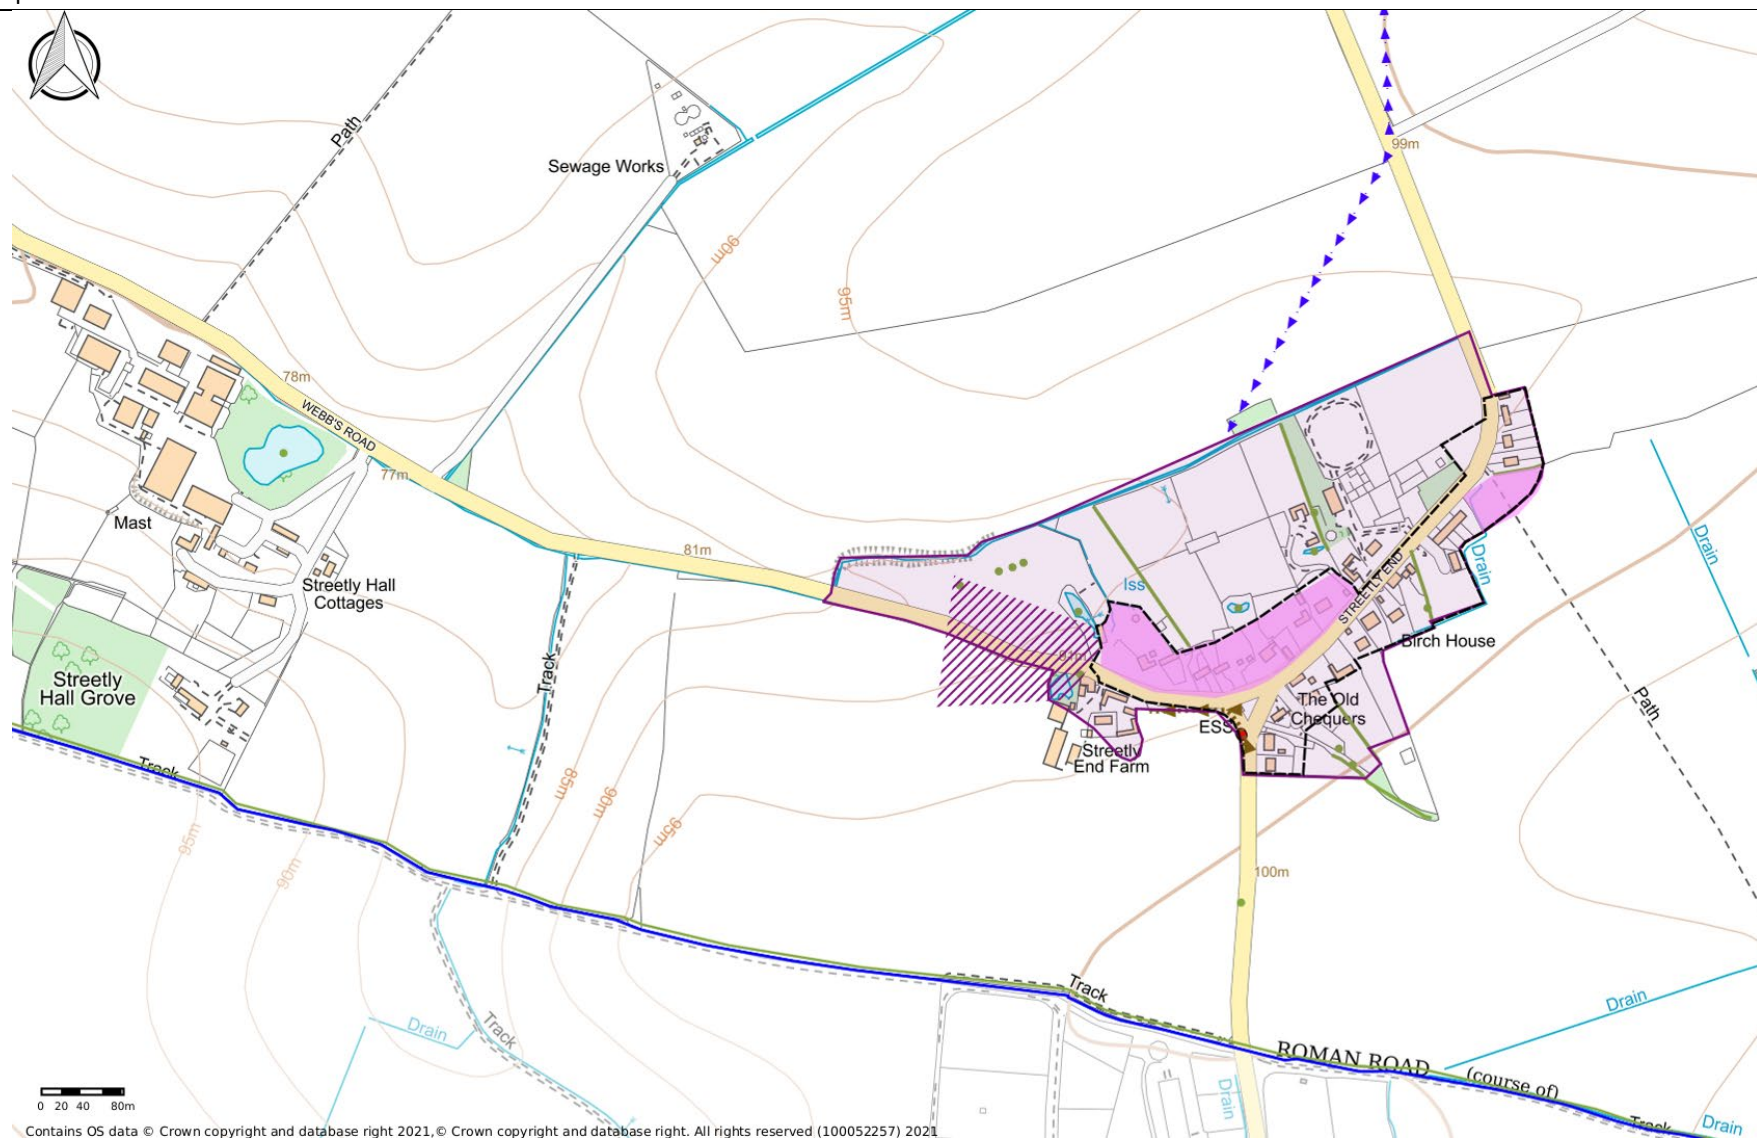 Path
Sewage Works
99m
90m
95m
78m
WEBB'S ROAD
77m
Mast
81m
Streetly Hall
Cottages
Iss
STREETLY END
Drain
Drain
Birch House
91m
Streetly
Hall Grove
Track
The Old
Chequers
ESS
Path
Streetly
End Farm
Track
85m
90m
95m
95m
90m
100m
Track
Drain
Track
Drain
ROMAN ROAD
(course of)
Drain
Track
Drain
0 20 40 80m
Contains OS data © Crown copyright and database right 2021,© Crown copyright and database right. All rights reserved (100052257) 2021